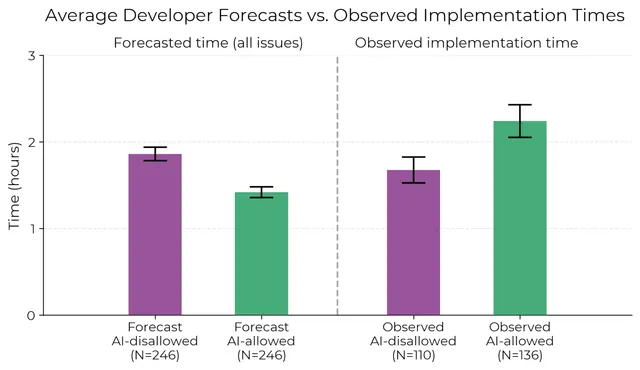 Average Developer Forecasts vs. Observed Implementation Times
Forecasted time (all issues)
Observed implementation time
Time (hours)
3
2
1
0
Forecast
AI-disallowed
(N=246)
Forecast
AI-allowed
(N=246)
Observed
AI-disallowed
(N=110)
Observed
AI-allowed
(N=136)